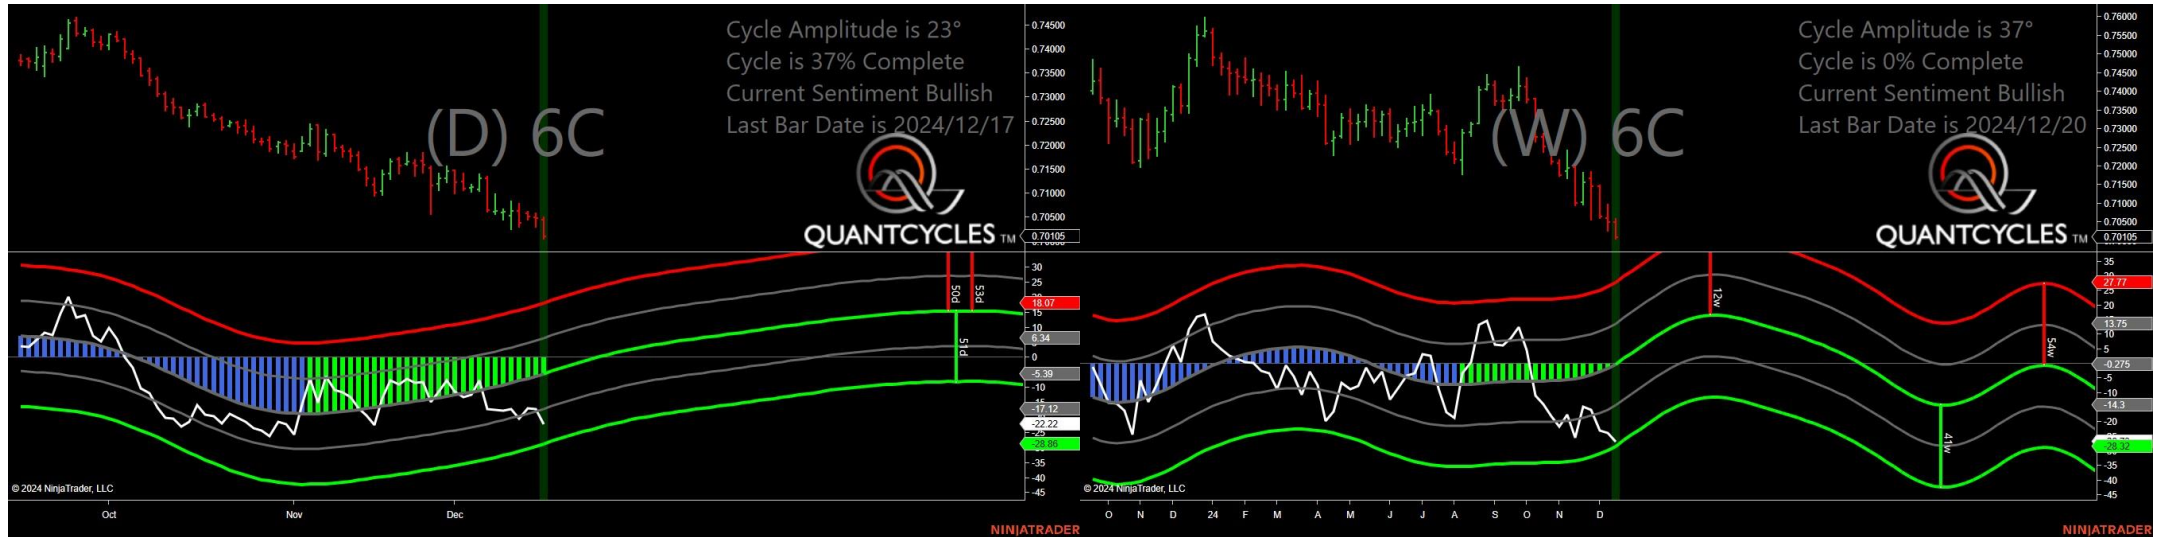 Cycle Amplitude is 23°
Cycle is 37% Complete
Current Sentiment Bullish
Last Bar Date is 2024/12/17
(D) 6C
QUANTCYCLES TM
0.74500
0.74000
0.73500
0.73000
0.72500
0.72000
0.71500
0.71000
0.70500
0.70105
30
25
18.07
15
10
6.34
0
-5.39
-10
-17.12
-22.22
-28.86
-35
-40
-45
50d
53d
51d
© 2024 NinjaTrader, LLC
Oct
Nov
Dec
NINJATRADER
Cycle Amplitude is 37°
Cycle is 0% Complete
Current Sentiment Bullish
Last Bar Date is 2024/12/20
(W) 6C
QUANTCYCLES TM
0.76000
0.75500
0.75000
0.74500
0.74000
0.73500
0.73000
0.72500
0.72000
0.71500
0.71000
0.70500
0.70105
35
27.77
25
20
13.75
10
5
-0.275
-5
-10
-14.3
-20
-28.32
-35
-40
-45
12w
54w
41w
© 2024 NinjaTrader, LLC
O N D 24 F M A M J J A S O N D
NINJATRADER